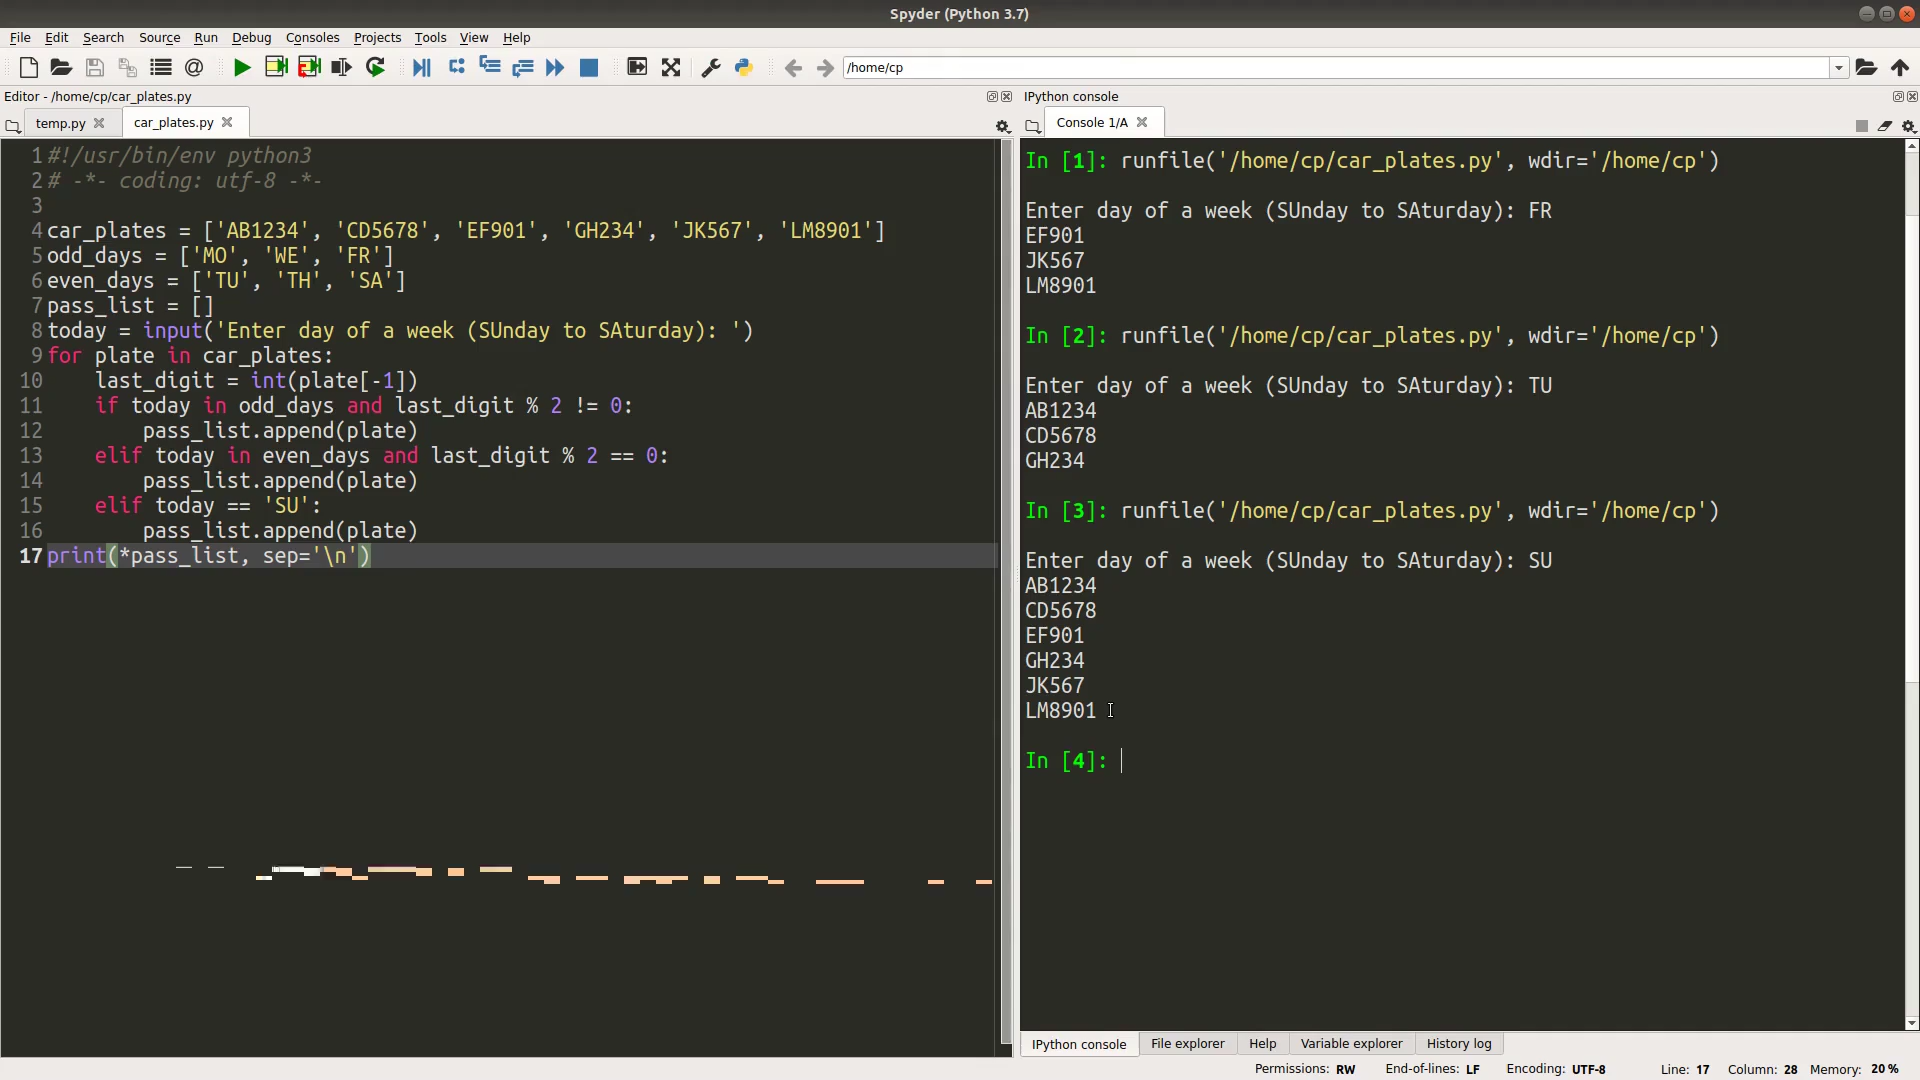 Spyder (Python 3.7)
File Edit Search Source Run Debug Consoles Projects Tools View Help
/home/cp
Editor - /home/cp/car_plates.py
temp.py car_plates.py
1 #!/usr/bin/env python3
2 # -*- coding: utf-8 -*-
3
4 car_plates = ['AB1234', 'CD5678', 'EF901', 'GH234', 'JK567', 'LM8901']
5 odd_days = ['MO', 'WE', 'FR']
6 even_days = ['TU', 'TH', 'SA']
7 pass_list = []
8 today = input('Enter day of a week (SUnday to SAturday): ')
9 for plate in car_plates:
10     last_digit = int(plate[-1])
11     if today in odd_days and last_digit % 2 != 0:
12         pass_list.append(plate)
13     elif today in even_days and last_digit % 2 == 0:
14         pass_list.append(plate)
15     elif today == 'SU':
16         pass_list.append(plate)
17 print(*pass_list, sep='\n')
IPython console
Console 1/A
In [1]: runfile('/home/cp/car_plates.py', wdir='/home/cp')
Enter day of a week (SUnday to SAturday): FR
EF901
JK567
LM8901
In [2]: runfile('/home/cp/car_plates.py', wdir='/home/cp')
Enter day of a week (SUnday to SAturday): TU
AB1234
CD5678
GH234
In [3]: runfile('/home/cp/car_plates.py', wdir='/home/cp')
Enter day of a week (SUnday to SAturday): SU
AB1234
CD5678
EF901
GH234
JK567
LM8901
In [4]:
IPython console File explorer Help Variable explorer History log
Permissions: RW End-of-lines: LF Encoding: UTF-8 Line: 17 Column: 28 Memory: 20 %